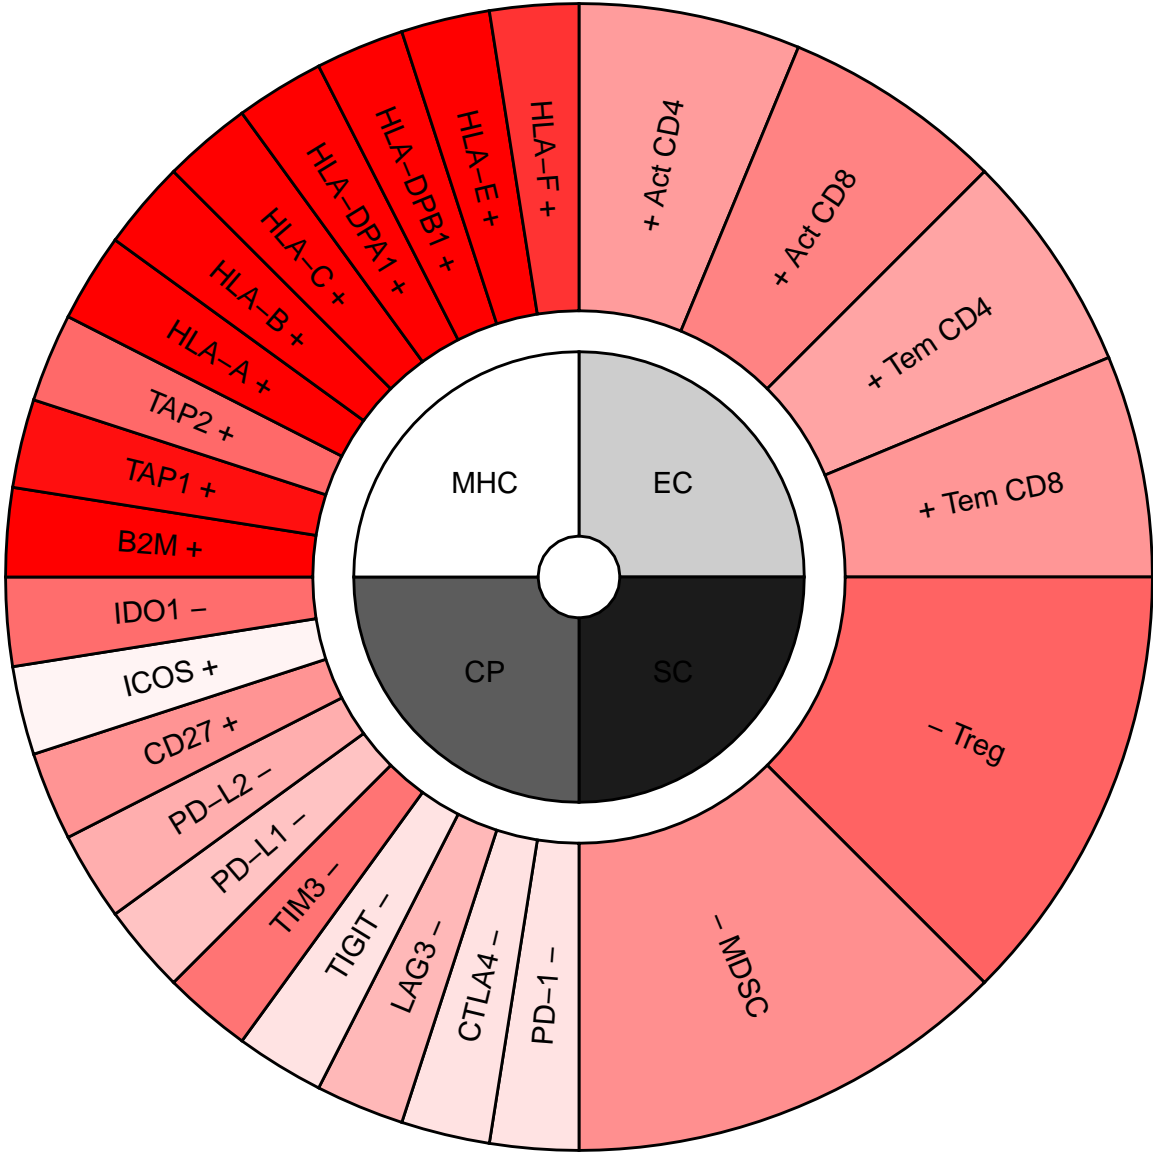 HLA–F +
HLA–E +
HLA–DPB1 +
HLA–DPA1 +
HLA–C +
HLA–B +
HLA–A +
TAP2 +
TAP1 +
B2M +
+ Act CD4
+ Act CD8
+ Tem CD4
+ Tem CD8
MHC
EC
CP
SC
IDO1 –
ICOS +
CD27 +
PD–L2 –
PD–L1 –
TIM3 –
TIGIT –
LAG3 –
CTLA4 –
PD–1 –
– MDSC
– Treg